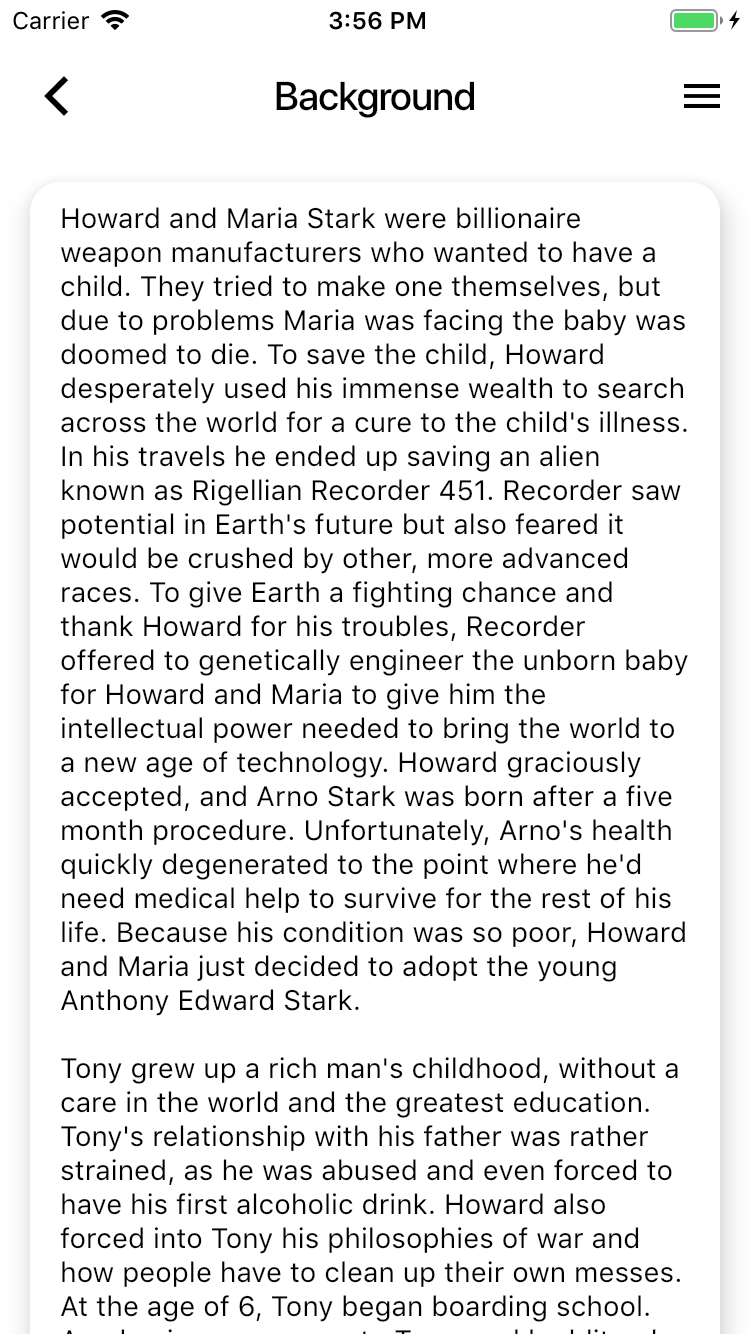 Carrier
3:56 PM
Background
Howard and Maria Stark were billionaire
weapon manufacturers who wanted to have a
child. They tried to make one themselves, but
due to problems Maria was facing the baby was
doomed to die. To save the child, Howard
desperately used his immense wealth to search
across the world for a cure to the child's illness.
In his travels he ended up saving an alien
known as Rigellian Recorder 451. Recorder saw
potential in Earth's future but also feared it
would be crushed by other, more advanced
races. To give Earth a fighting chance and
thank Howard for his troubles, Recorder
offered to genetically engineer the unborn baby
for Howard and Maria to give him the
intellectual power needed to bring the world to
a new age of technology. Howard graciously
accepted, and Arno Stark was born after a five
month procedure. Unfortunately, Arno's health
quickly degenerated to the point where he'd
need medical help to survive for the rest of his
life. Because his condition was so poor, Howard
and Maria just decided to adopt the young
Anthony Edward Stark.
Tony grew up a rich man's childhood, without a
care in the world and the greatest education.
Tony's relationship with his father was rather
strained, as he was abused and even forced to
have his first alcoholic drink. Howard also
forced into Tony his philosophies of war and
how people have to clean up their own messes.
At the age of 6, Tony began boarding school.